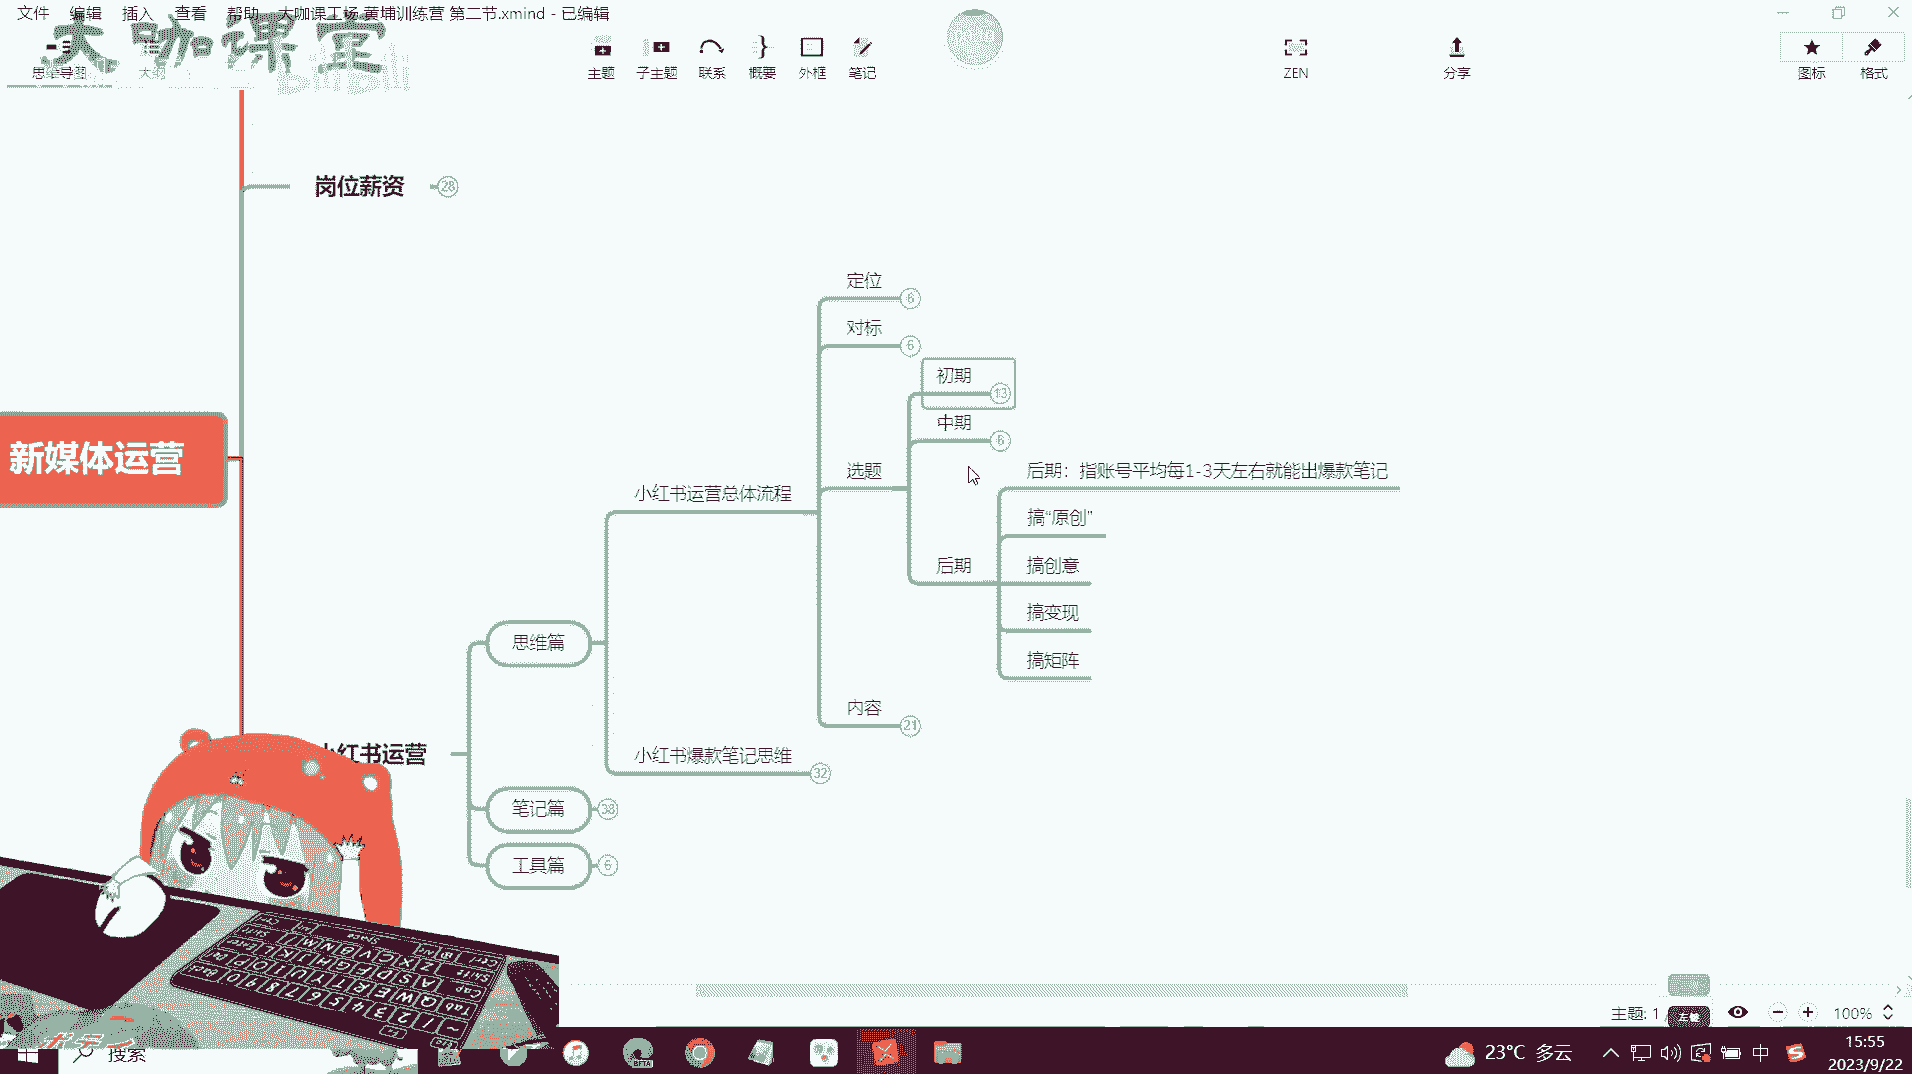 文件 编辑 插入 查看 帮助 大咖课工场 黄埔训练营 第二节.xmind - 已编辑
大咖课堂
思维导图 大纲
主题 子主题 联系 概要 外框 笔记 ZEN 分享 图标 格式
岗位薪资 28
定位 6
对标 6
初期 13
中期 6
选题
后期：指账号平均每1-3天左右就能出爆款笔记
搞“原创”
后期
搞创意
搞变现
搞矩阵
新媒体运营
小红书运营总体流程
思维篇
内容 21
小红书运营
小红书爆款笔记思维 32
笔记篇 38
工具篇 6
主题: 1 /
100%
搜索
BETA
23°C 多云
中
15:55
2023/9/22